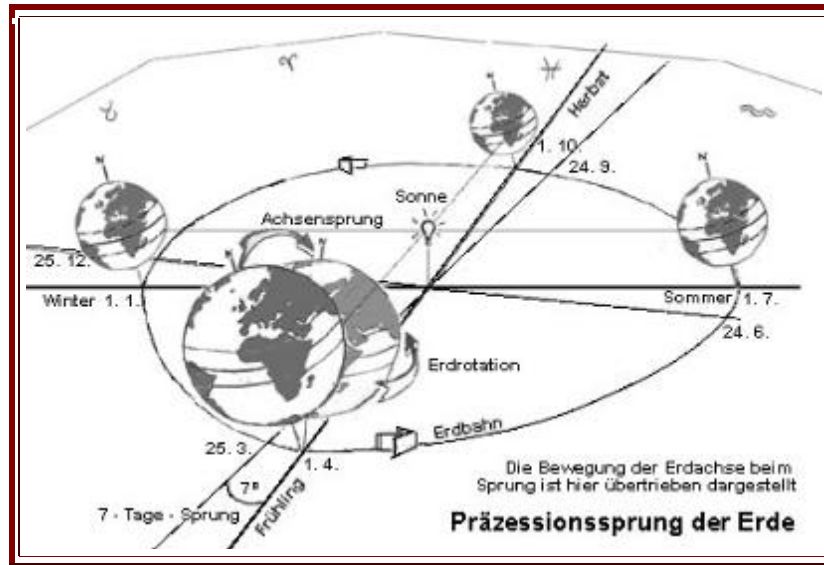 N
Herbst
1. 10.
24. 9.
N
N
Sonne
Achsensprung
25. 12.
Winter 1. 1.
Sommer 1. 7.
24. 6.
Erdrotation
Erdbahn
25. 3.
1. 4.
7°
7 - Tage - Sprung
Frühling
Die Bewegung der Erdachse beim
Sprung ist hier übertrieben dargestellt
Präzessionssprung der Erde